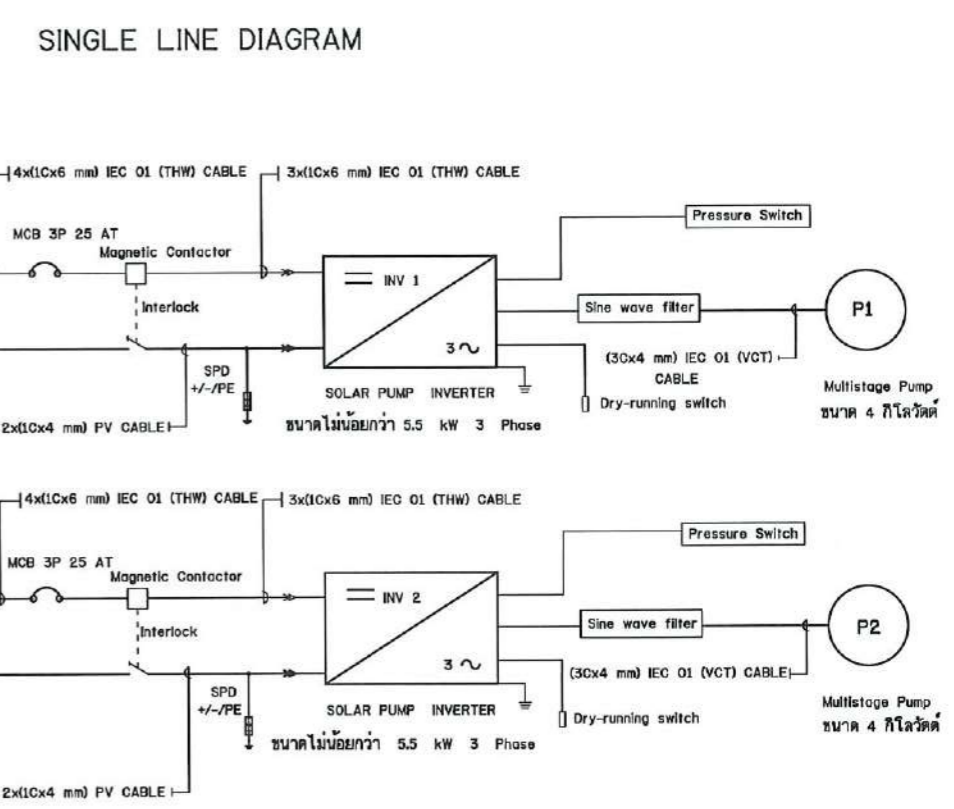 SINGLE LINE DIAGRAM
4x(1Cx6 mm) IEC 01 (THW) CABLE
3x(1Cx6 mm) IEC 01 (THW) CABLE
MCB 3P 25 AT
Magnetic Contactor
Interlock
INV 1
3
Pressure Switch
Sine wave filter
P1
SPD
+/-/PE
SOLAR PUMP INVERTER
ขนาดไม่น้อยกว่า 5.5 kW 3 Phase
(3Cx4 mm) IEC 01 (VCT)
CABLE
Dry-running switch
Multistage Pump
ขนาด 4 กิโลวัตต์
2x(1Cx4 mm) PV CABLE
4x(1Cx6 mm) IEC 01 (THW) CABLE
3x(1Cx6 mm) IEC 01 (THW) CABLE
MCB 3P 25 AT
Magnetic Contactor
Interlock
INV 2
3
Pressure Switch
Sine wave filter
P2
SPD
+/-/PE
SOLAR PUMP INVERTER
ขนาดไม่น้อยกว่า 5.5 kW 3 Phase
(3Cx4 mm) IEC 01 (VCT) CABLE
Dry-running switch
Multistage Pump
ขนาด 4 กิโลวัตต์
2x(1Cx4 mm) PV CABLE